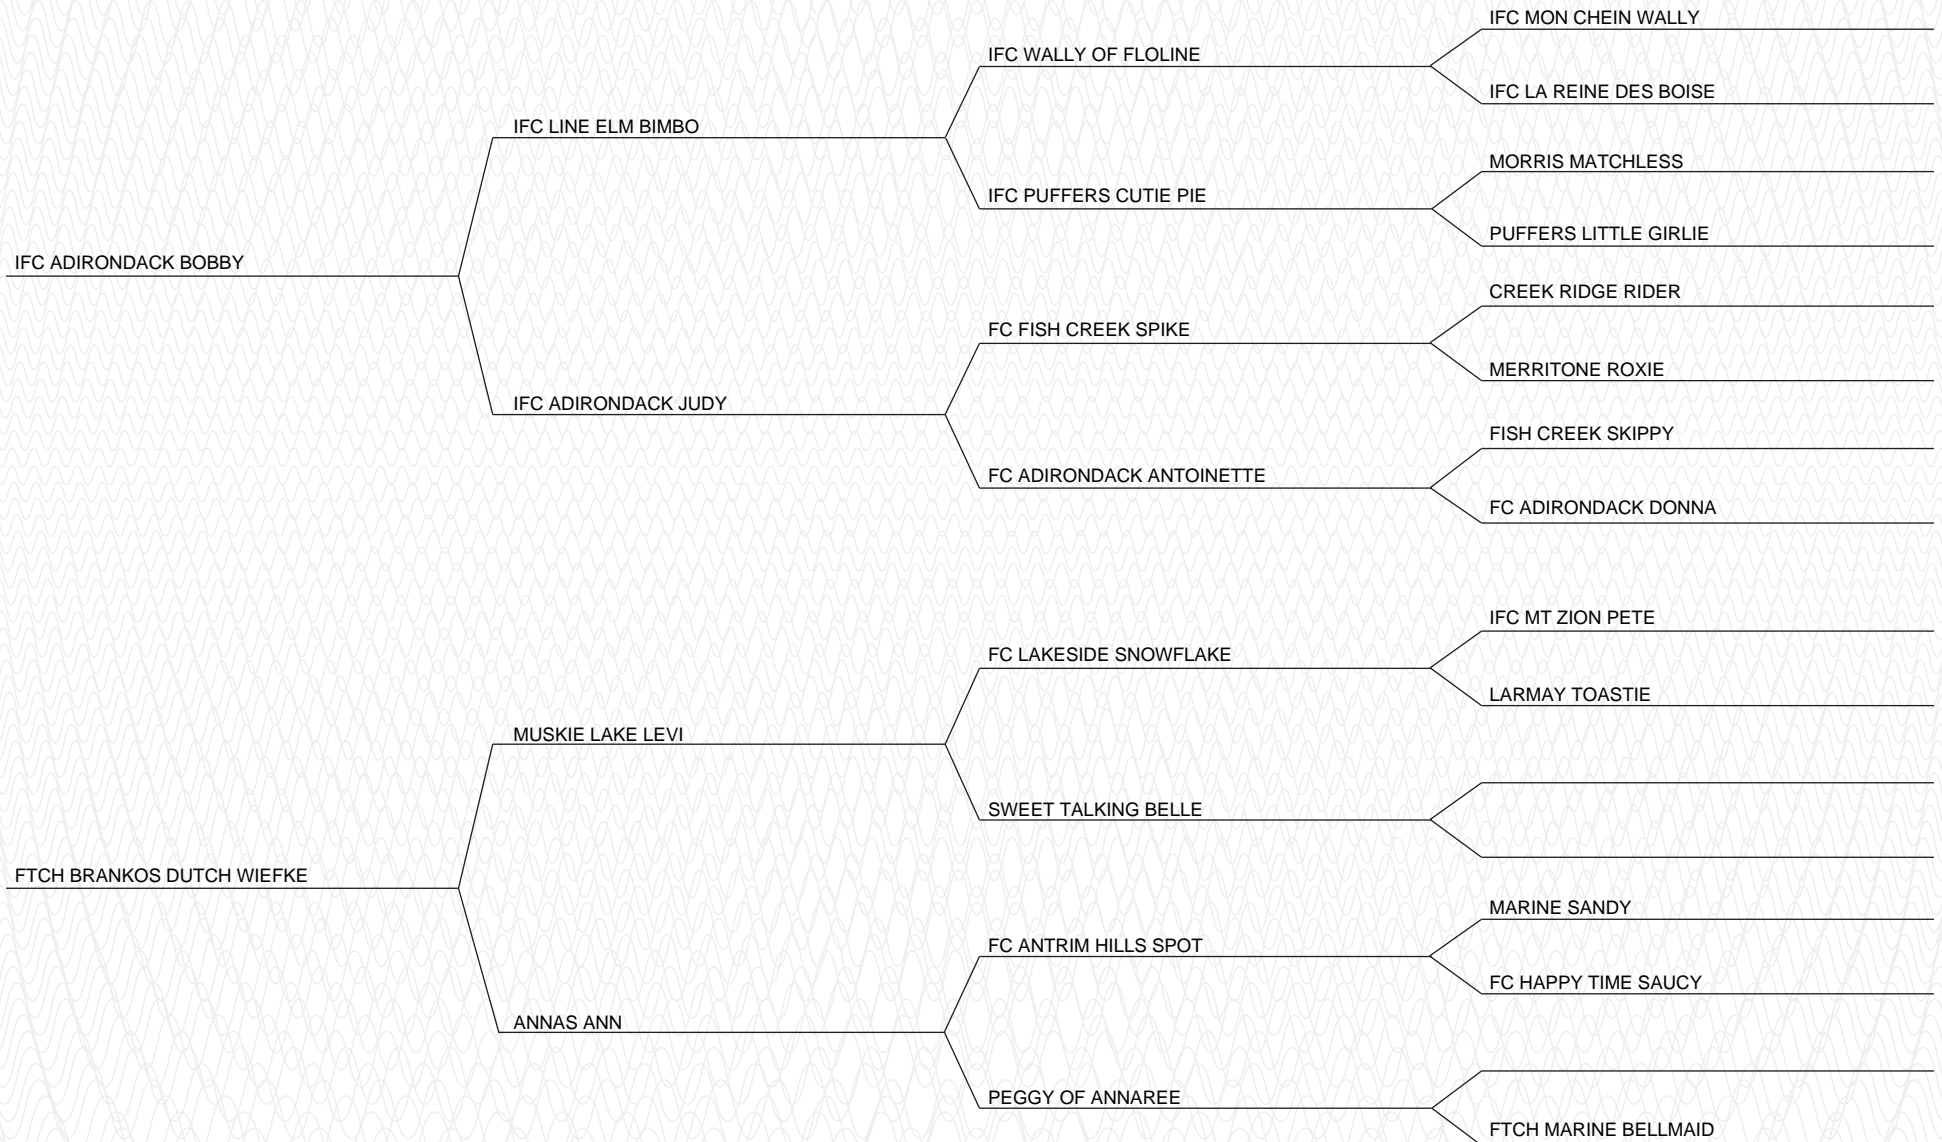 IFC MON CHEIN WALLY
IFC WALLY OF FLOLINE
IFC LA REINE DES BOISE
IFC LINE ELM BIMBO
MORRIS MATCHLESS
IFC PUFFERS CUTIE PIE
PUFFERS LITTLE GIRLIE
IFC ADIRONDACK BOBBY
CREEK RIDGE RIDER
FC FISH CREEK SPIKE
MERRITONE ROXIE
IFC ADIRONDACK JUDY
FISH CREEK SKIPPY
FC ADIRONDACK ANTOINETTE
FC ADIRONDACK DONNA
IFC MT ZION PETE
FC LAKESIDE SNOWFLAKE
LARMAY TOASTIE
MUSKIE LAKE LEVI
SWEET TALKING BELLE
FTCH BRANKOS DUTCH WIEFKE
MARINE SANDY
FC ANTRIM HILLS SPOT
FC HAPPY TIME SAUCY
ANNAS ANN
PEGGY OF ANNAREE
FTCH MARINE BELLMAID